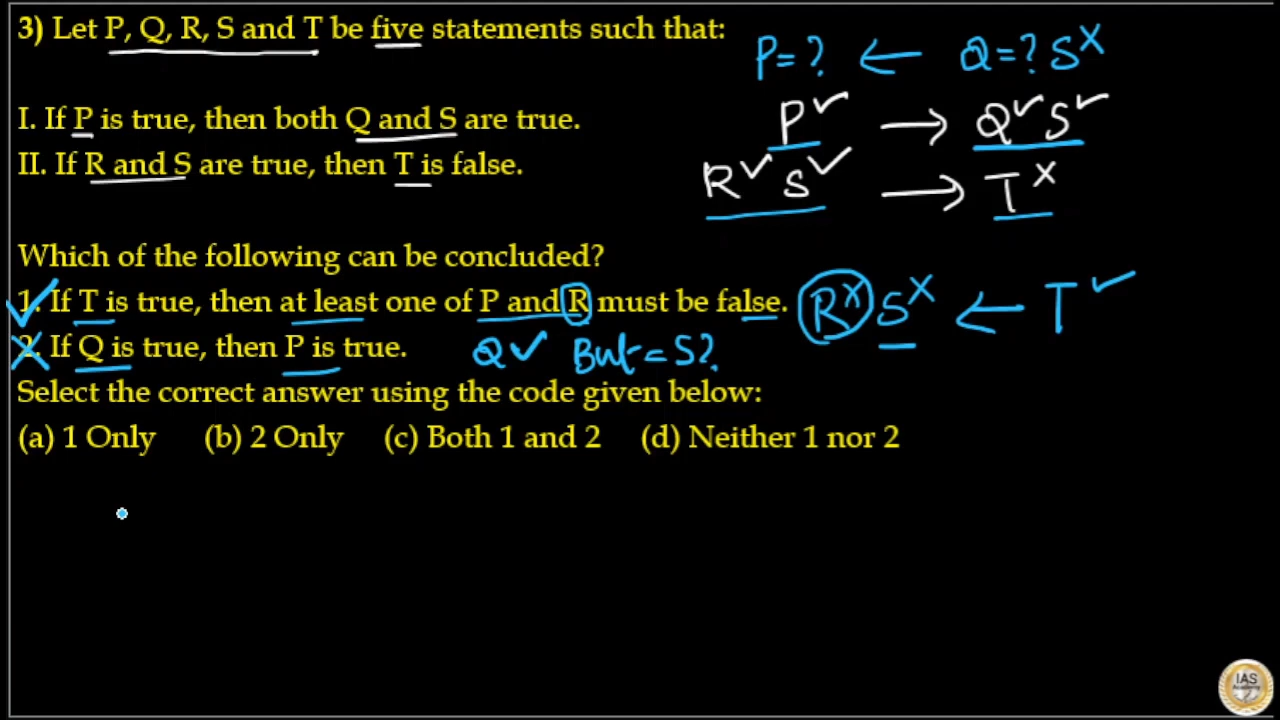 3) Let P, Q, R, S and T be five statements such that:
P=? ← Q=? S×
I. If P is true, then both Q and S are true.
P✓ → Q✓ S✓
II. If R and S are true, then T is false.
R✓ S✓ → T×
Which of the following can be concluded?
1. If T is true, then at least one of P and R must be false.
R× S× ← T✓
2. If Q is true, then P is true.
Q✓ But = S?
Select the correct answer using the code given below:
(a) 1 Only (b) 2 Only (c) Both 1 and 2 (d) Neither 1 nor 2
IAS
Academy